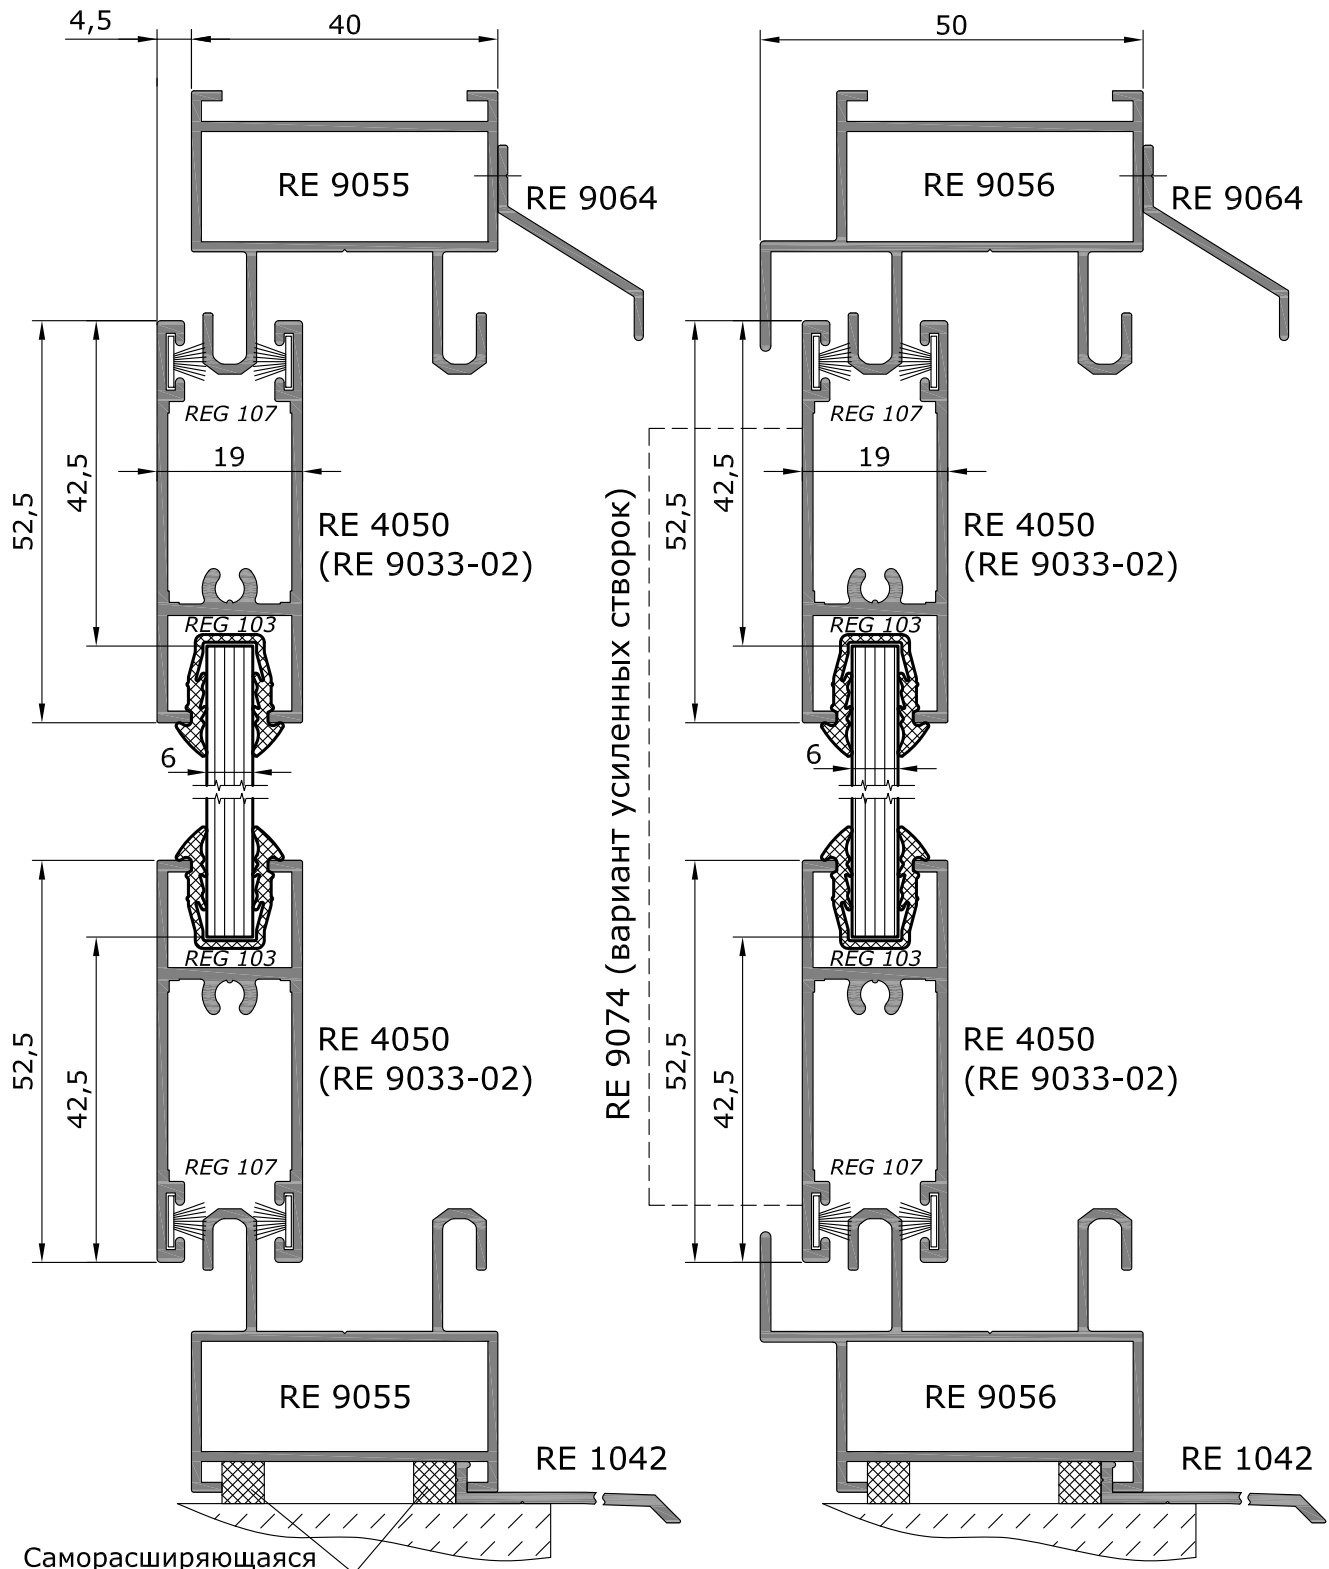 4,5
40
50
RE 9055
RE 9064
RE 9056
RE 9064
REG 107
REG 107
19
19
52,5
42,5
52,5
42,5
RE 4050
(RE 9033-02)
RE 4050
(RE 9033-02)
REG 103
REG 103
6
6
RE 9074 (вариант усиленных створок)
REG 103
REG 103
52,5
42,5
52,5
42,5
RE 4050
(RE 9033-02)
RE 4050
(RE 9033-02)
REG 107
REG 107
RE 9055
RE 9056
RE 1042
RE 1042
Саморасширяющаяся